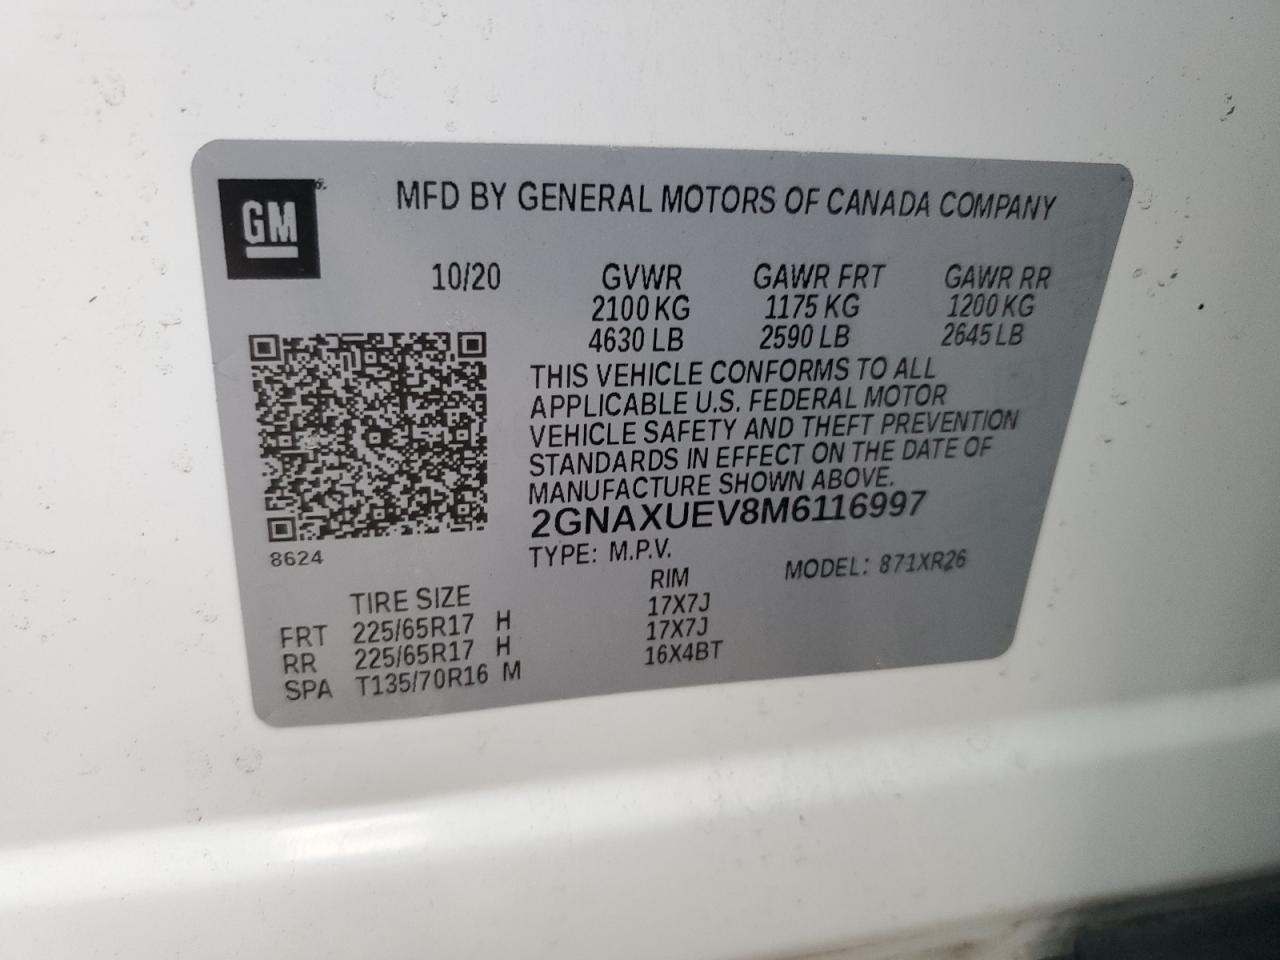 GM
MFD BY GENERAL MOTORS OF CANADA COMPANY
10/20 GVWR GAWR FRT GAWR RR
2100 KG 1175 KG 1200 KG
4630 LB 2590 LB 2645 LB
THIS VEHICLE CONFORMS TO ALL
APPLICABLE U.S. FEDERAL MOTOR
VEHICLE SAFETY AND THEFT PREVENTION
STANDARDS IN EFFECT ON THE DATE OF
MANUFACTURE SHOWN ABOVE.
2GNAXUEV8M6116997
8624
TYPE: M.P.V. MODEL: 871XR26
TIRE SIZE RIM
FRT 225/65R17 H 17X7J
RR 225/65R17 H 17X7J
SPA T135/70R16 M 16X4BT